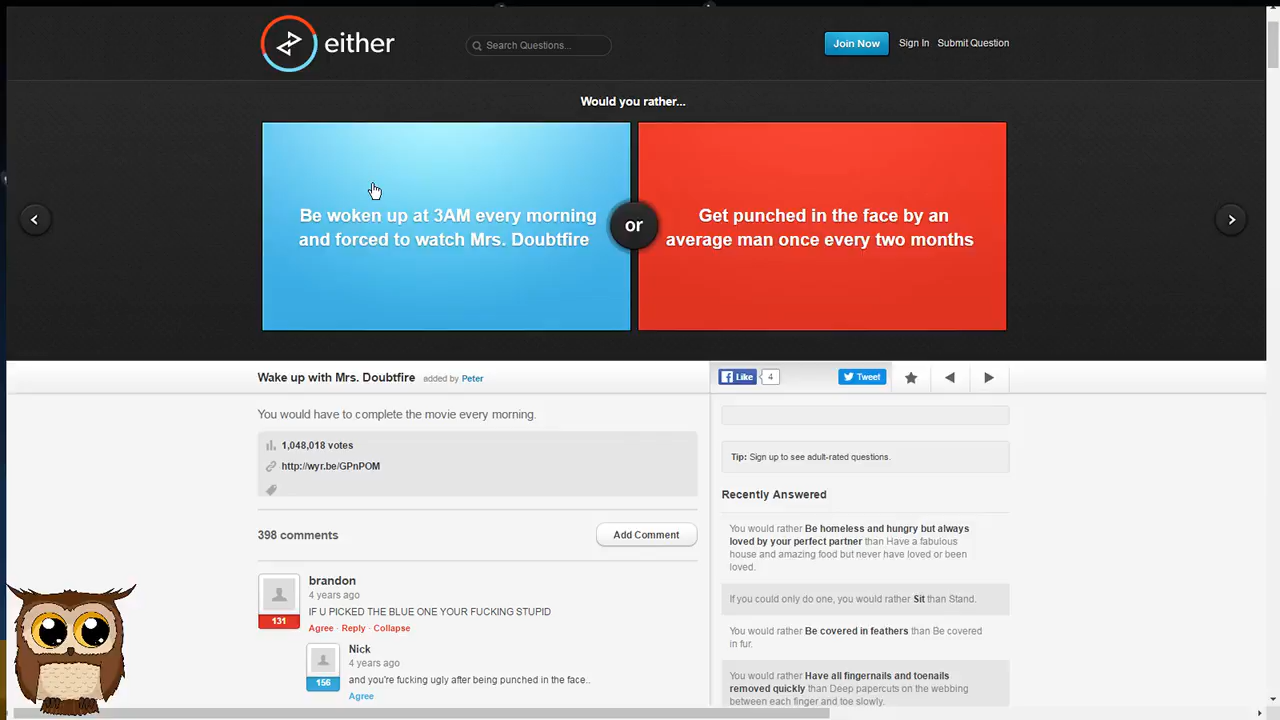 either
Search Questions...
Join Now
Sign In
Submit Question
Would you rather...
Be woken up at 3AM every morning
and forced to watch Mrs. Doubtfire
or
Get punched in the face by an
average man once every two months
Wake up with Mrs. Doubtfire
added by Peter
Like
4
Tweet
You would have to complete the movie every morning.
1,048,018 votes
http://wyr.be/GPnPOM
398 comments
Add Comment
brandon
4 years ago
IF U PICKED THE BLUE ONE YOUR FUCKING STUPID
131
Agree · Reply · Collapse
Nick
4 years ago
and you're fucking ugly after being punched in the face..
156
Agree
Tip: Sign up to see adult-rated questions.
Recently Answered
You would rather Be homeless and hungry but always
loved by your perfect partner than Have a fabulous
house and amazing food but never have loved or been
loved.
If you could only do one, you would rather Sit than Stand.
You would rather Be covered in feathers than Be covered
in fur.
You would rather Have all fingernails and toenails
removed quickly than Deep papercuts on the webbing
between each finger and toe slowly.